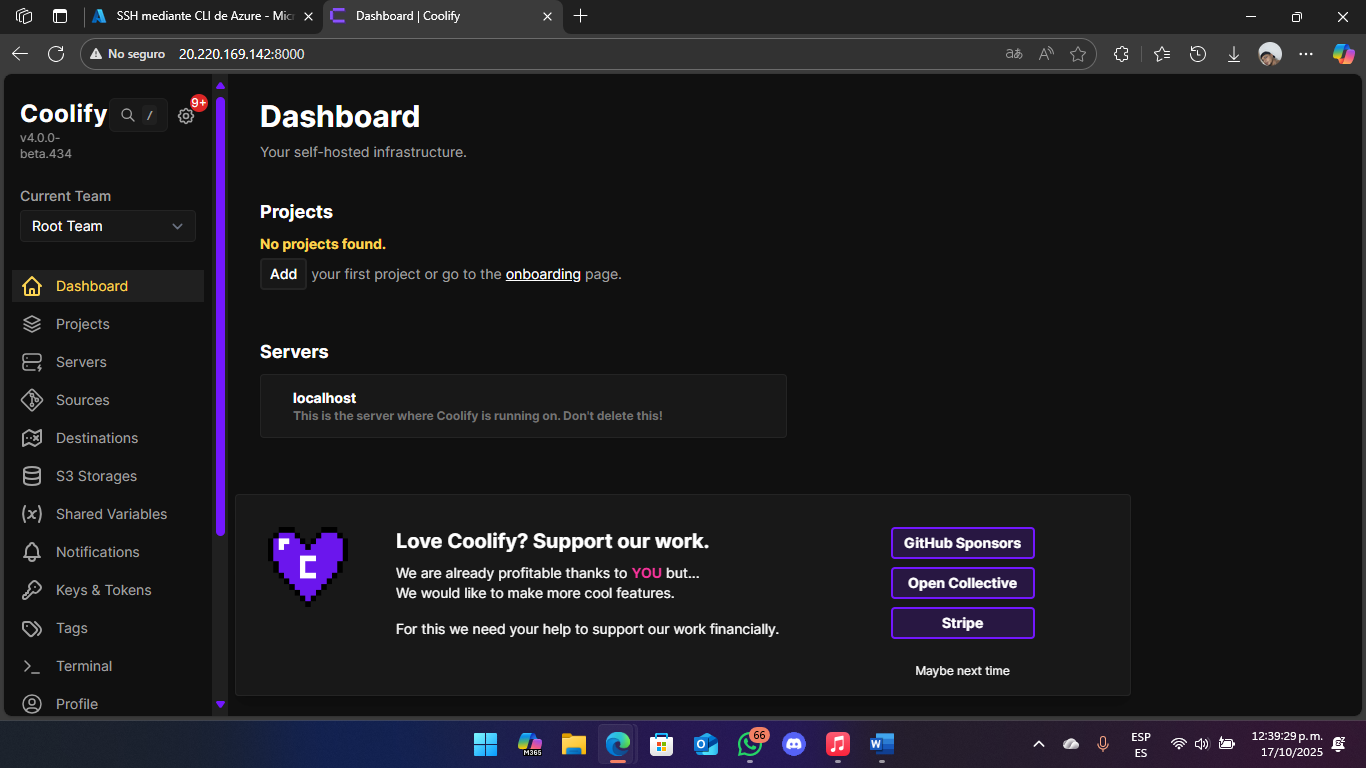 SSH mediante CLI de Azure - Mic
Dashboard | Coolify
No seguro
20.220.169.142:8000
Coolify
/
9+
v4.0.0-
beta.434
Current Team
Root Team
Dashboard
Projects
Servers
Sources
Destinations
S3 Storages
Shared Variables
Notifications
Keys & Tokens
Tags
Terminal
Profile
Dashboard
Your self-hosted infrastructure.
Projects
No projects found.
Add your first project or go to the onboarding page.
Servers
localhost
This is the server where Coolify is running on. Don't delete this!
Love Coolify? Support our work.
We are already profitable thanks to YOU but...
We would like to make more cool features.
For this we need your help to support our work financially.
GitHub Sponsors
Open Collective
Stripe
Maybe next time
M365
66
ESP
ES
12:39:29 p. m.
17/10/2025